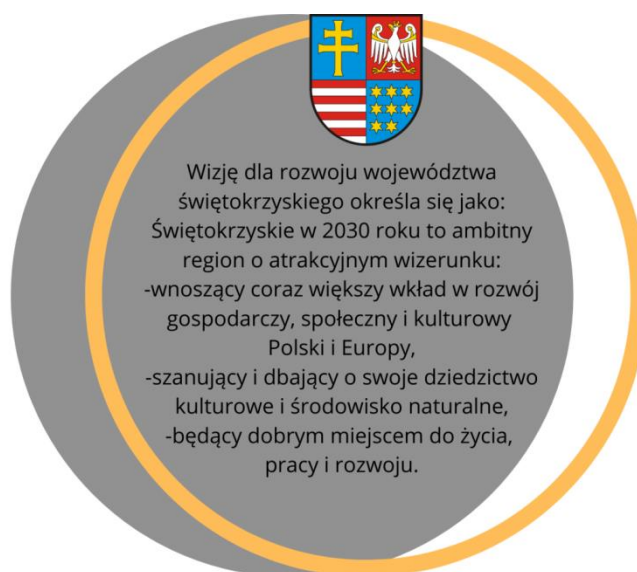 Wizję dla rozwoju województwa
świętokrzyskiego określa się jako:
Świętokrzyskie w 2030 roku to ambitny
region o atrakcyjnym wizerunku:
-wnoszący coraz większy wkład w rozwój
gospodarczy, społeczny i kulturowy
Polski i Europy,
-szanujący i dbający o swoje dziedzictwo
kulturowe i środowisko naturalne,
-będący dobrym miejscem do życia,
pracy i rozwoju.